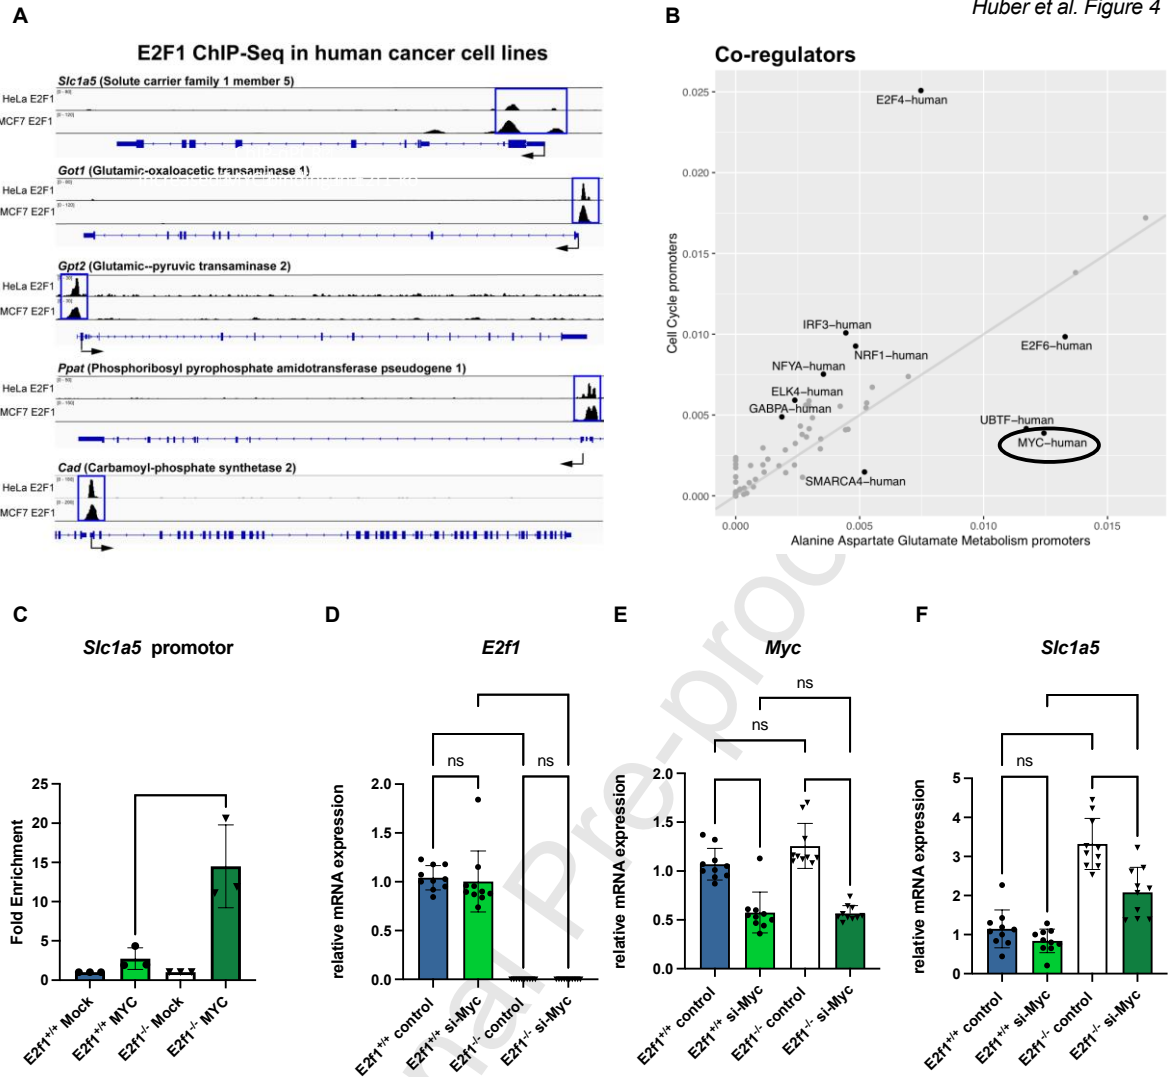 Huber et al. Figure 4
A
E2F1 ChIP-Seq in human cancer cell lines
Slc1a5 (Solute carrier family 1 member 5)
HeLa E2F1
MCF7 E2F1
Got1 (Glutamic-oxaloacetic transaminase 1)
HeLa E2F1
MCF7 E2F1
Gpt2 (Glutamic--pyruvic transaminase 2)
HeLa E2F1
MCF7 E2F1
Ppat (Phosphoribosyl pyrophosphate amidotransferase pseudogene 1)
HeLa E2F1
MCF7 E2F1
Cad (Carbamoyl-phosphate synthetase 2)
HeLa E2F1
MCF7 E2F1
B
Co-regulators
Cell Cycle promoters
0.025
0.020
0.015
0.010
0.005
0.000
E2F4-human
IRF3-human
NRF1-human
E2F6-human
NFYA-human
ELK4-human
GABPA-human
UBTF-human
MYC-human
SMARCA4-human
0.000 0.005 0.010 0.015
Alanine Aspartate Glutamate Metabolism promoters
C
Slc1a5 promotor
Fold Enrichment
25
20
15
10
5
0
E2f1+/+ Mock
E2f1+/+ MYC
E2f1-/- Mock
E2f1-/- MYC
D
E2f1
relative mRNA expression
ns ns
2.0
1.5
1.0
0.5
0.0
E2f1+/+ control
E2f1+/+ si-Myc
E2f1-/- control
E2f1-/- si-Myc
E
Myc
relative mRNA expression
ns
ns
2.0
1.5
1.0
0.5
0.0
E2f1+/+ control
E2f1+/+ si-Myc
E2f1-/- control
E2f1-/- si-Myc
F
Slc1a5
relative mRNA expression
ns
5
4
3
2
1
0
E2f1+/+ control
E2f1+/+ si-Myc
E2f1-/- control
E2f1-/- si-Myc
nal Pre-proo